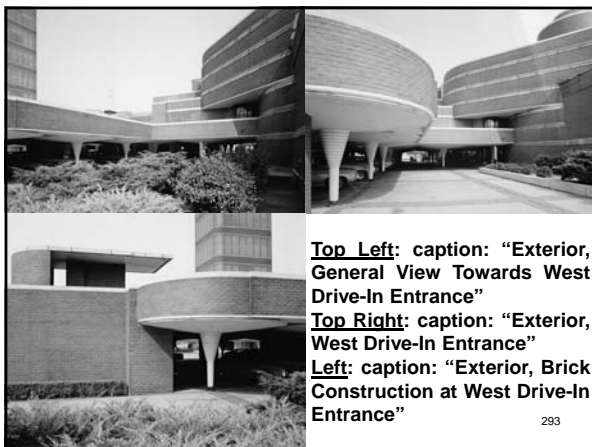 Top Left: caption: “Exterior,
General View Towards West
Drive-In Entrance”
Top Right: caption: “Exterior,
West Drive-In Entrance”
Left: caption: “Exterior, Brick
Construction at West Drive-In
Entrance”
293